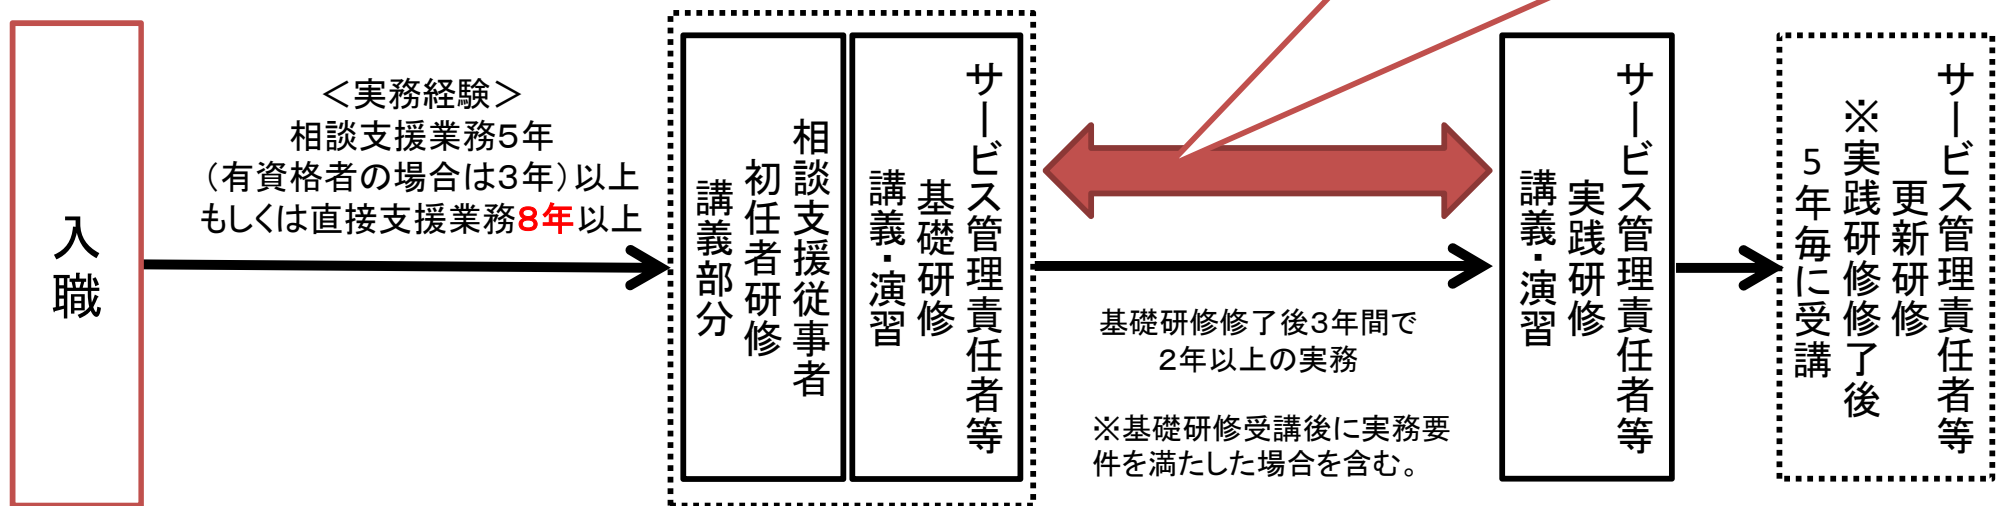 入職
＜実務経験＞
相談支援業務５年
（有資格者の場合は３年）以上
もしくは直接支援業務８年以上
相談支援従事者
初任者研修
講義部分
サービス管理責任者等
基礎研修
講義・演習
基礎研修修了後３年間で
２年以上の実務
※基礎研修受講後に実務要
件を満たした場合を含む。
サービス管理責任者等
実践研修
講義・演習
サービス管理責任者等
更新研修
※実践研修修了後
5年毎に受講